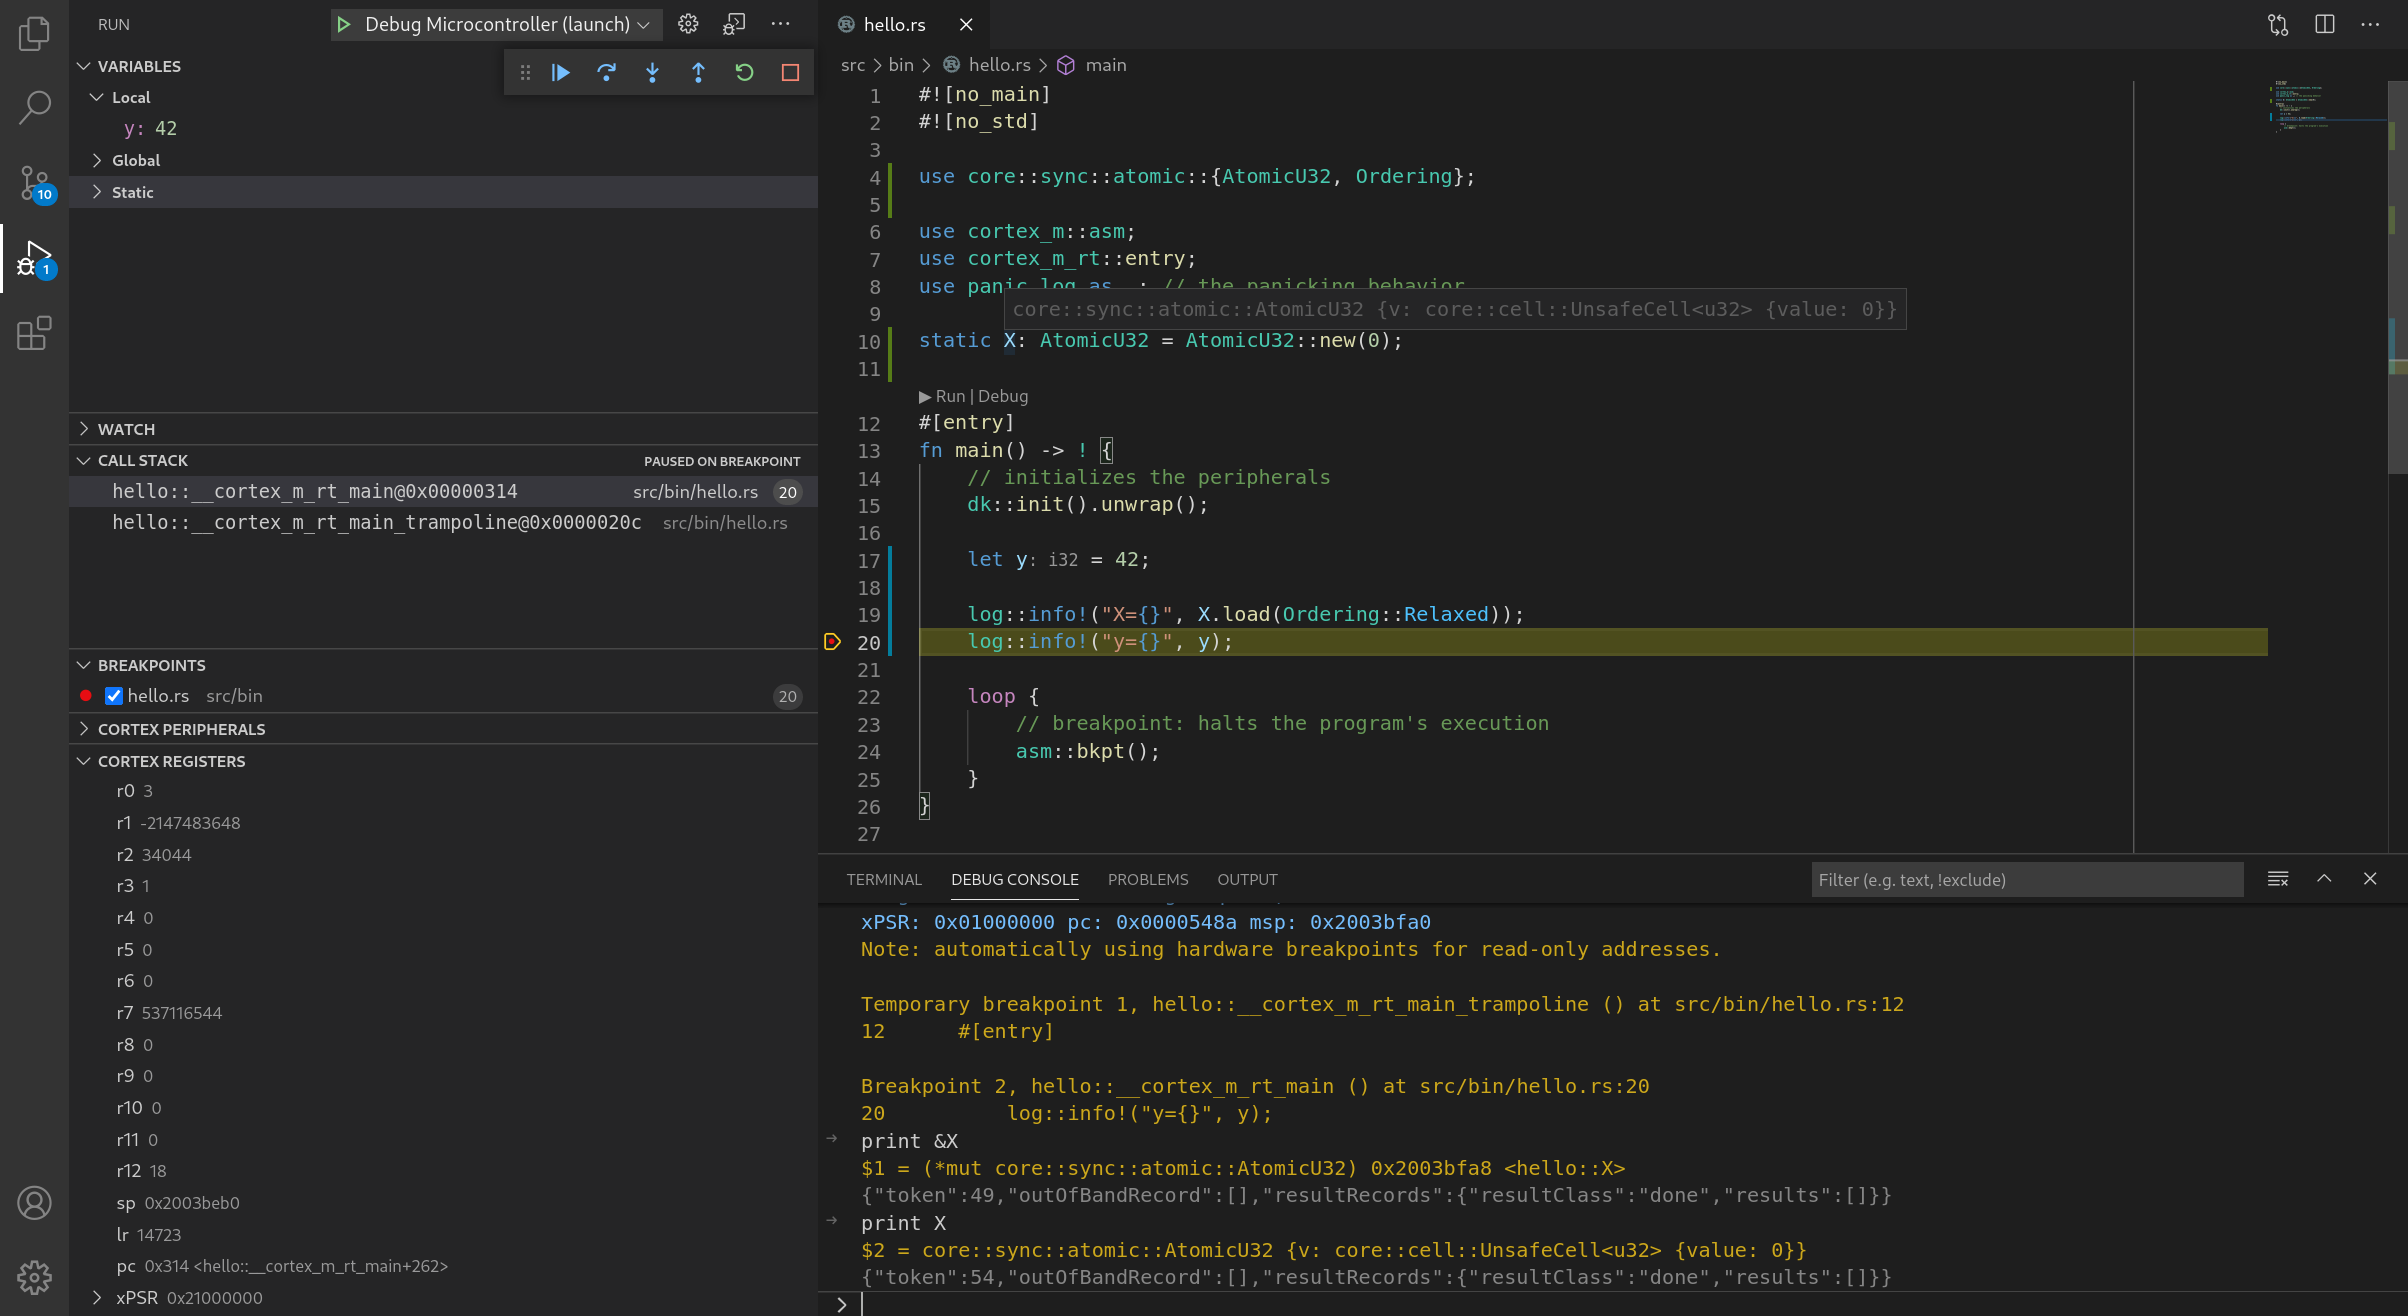 RUN
Debug Microcontroller (launch)
VARIABLES
Local
y: 42
Global
Static
10
1
WATCH
CALL STACK
PAUSED ON BREAKPOINT
hello::__cortex_m_rt_main@0x00000314 src/bin/hello.rs 20
hello::__cortex_m_rt_main_trampoline@0x0000020c src/bin/hello.rs
BREAKPOINTS
hello.rs src/bin 20
CORTEX PERIPHERALS
CORTEX REGISTERS
r0 3
r1 -2147483648
r2 34044
r3 1
r4 0
r5 0
r6 0
r7 537116544
r8 0
r9 0
r10 0
r11 0
r12 18
sp 0x2003beb0
lr 14723
pc 0x314 <hello::__cortex_m_rt_main+262>
xPSR 0x21000000
hello.rs
src > bin > hello.rs > main
1 #![no_main]
2 #![no_std]
3
4 use core::sync::atomic::{AtomicU32, Ordering};
5
6 use cortex_m::asm;
7 use cortex_m_rt::entry;
8 use panic_log as _; // the panicking behavior
core::sync::atomic::AtomicU32 {v: core::cell::UnsafeCell<u32> {value: 0}}
9
10 static X: AtomicU32 = AtomicU32::new(0);
11
▶ Run | Debug
12 #[entry]
13 fn main() -> ! {
14     // initializes the peripherals
15     dk::init().unwrap();
16
17     let y: i32 = 42;
18
19     log::info!("X={}", X.load(Ordering::Relaxed));
20     log::info!("y={}", y);
21
22     loop {
23         // breakpoint: halts the program's execution
24         asm::bkpt();
25     }
26 }
27
TERMINAL DEBUG CONSOLE PROBLEMS OUTPUT
Filter (e.g. text, !exclude)
xPSR: 0x01000000 pc: 0x0000548a msp: 0x2003bfa0
Note: automatically using hardware breakpoints for read-only addresses.
Temporary breakpoint 1, hello::__cortex_m_rt_main_trampoline () at src/bin/hello.rs:12
12      #[entry]
Breakpoint 2, hello::__cortex_m_rt_main () at src/bin/hello.rs:20
20          log::info!("y={}", y);
→ print &X
$1 = (*mut core::sync::atomic::AtomicU32) 0x2003bfa8 <hello::X>
{"token":49,"outOfBandRecord":[],"resultRecords":{"resultClass":"done","results":[]}}
→ print X
$2 = core::sync::atomic::AtomicU32 {v: core::cell::UnsafeCell<u32> {value: 0}}
{"token":54,"outOfBandRecord":[],"resultRecords":{"resultClass":"done","results":[]}}
>